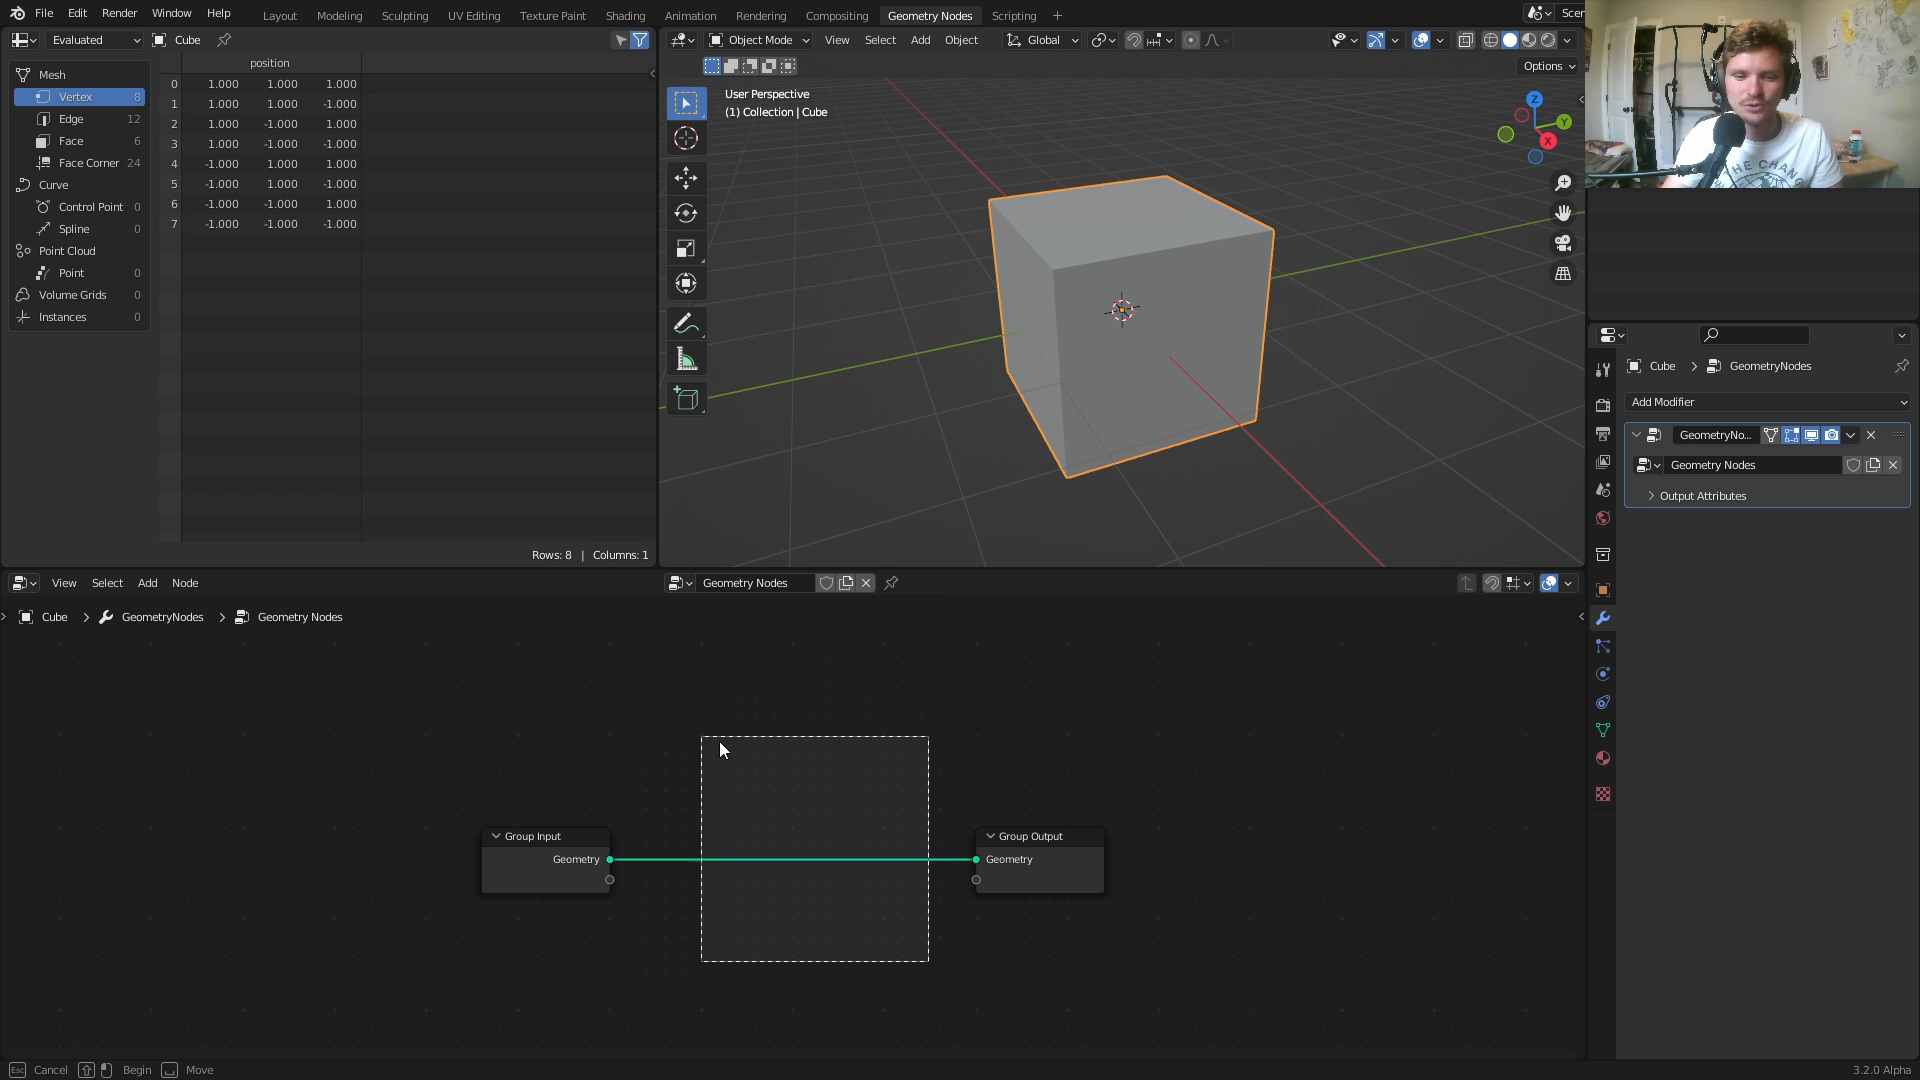 File Edit Render Window Help
Layout Modeling Sculpting UV Editing Texture Paint Shading Animation Rendering Compositing Geometry Nodes Scripting +
Scen
Evaluated Cube
Object Mode View Select Add Object Global
Options
position
Mesh
Vertex 8
Edge 12
Face 6
Face Corner 24
Curve
Control Point 0
Spline 0
Point Cloud
Point 0
Volume Grids 0
Instances 0
0 1.000 1.000 1.000
1 1.000 1.000 -1.000
2 1.000 -1.000 1.000
3 1.000 -1.000 -1.000
4 -1.000 1.000 1.000
5 -1.000 1.000 -1.000
6 -1.000 -1.000 1.000
7 -1.000 -1.000 -1.000
Rows: 8 | Columns: 1
User Perspective
(1) Collection | Cube
Z
Y
X
THE CHANG
Cube > GeometryNodes
Add Modifier
GeometryNo...
Geometry Nodes
Output Attributes
View Select Add Node
Geometry Nodes
Cube > GeometryNodes > Geometry Nodes
Group Input
Geometry
Group Output
Geometry
Esc Cancel Begin Move
3.2.0 Alpha